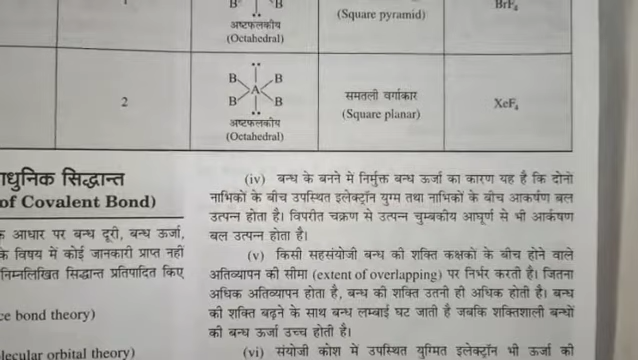 1
B B
अष्टफलकीय
(Octahedral)
(Square pyramid)
BrF₄
2
B B
A
B B
अष्टफलकीय
(Octahedral)
समतली वर्गाकार
(Square planar)
XeF₄
धुनिक सिद्धान्त
of Covalent Bond)
आधार पर बन्ध दूरी, बन्ध ऊर्जा,
के विषय में कोई जानकारी प्राप्त नहीं
निम्नलिखित सिद्धान्त प्रतिपादित किए
ce bond theory)
lecular orbital theory)
(iv) बन्ध के बनने में निर्मुक्त बन्ध ऊर्जा का कारण यह है कि दोनों
नाभिकों के बीच उपस्थित इलेक्ट्रॉन युग्म तथा नाभिकों के बीच आकर्षण बल
उत्पन्न होता है। विपरीत चक्रण से उत्पन्न चुम्बकीय आघूर्ण से भी आर्कषण
बल उत्पन्न होता है।
(v) किसी सहसंयोजी बन्ध की शक्ति कक्षकों के बीच होने वाले
अतिव्यापन की सीमा (extent of overlapping) पर निर्भर करती है। जितना
अधिक अतिव्यापन होता है, बन्ध की शक्ति उतनी ही अधिक होती है। बन्ध
की शक्ति बढ़ने के साथ बन्ध लम्बाई घट जाती है जबकि शक्तिशाली बन्धों
की बन्ध ऊर्जा उच्च होती है।
(vi) संयोजी कोश में उपस्थित युग्मित इलेक्ट्रॉन भी ऊर्जा की